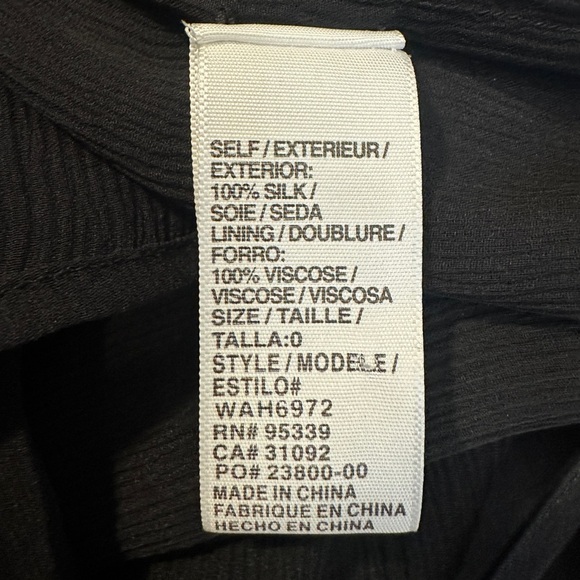 SELF / EXTERIEUR /
EXTERIOR:
100% SILK /
SOIE / SEDA
LINING / DOUBLURE /
FORRO:
100% VISCOSE /
VISCOSE / VISCOSA
SIZE / TAILLE /
TALLA:0
STYLE / MODELE /
ESTILO#
WAH6972
RN# 95339
CA# 31092
PO# 23800-00
MADE IN CHINA
FABRIQUE EN CHINA
HECHO EN CHINA